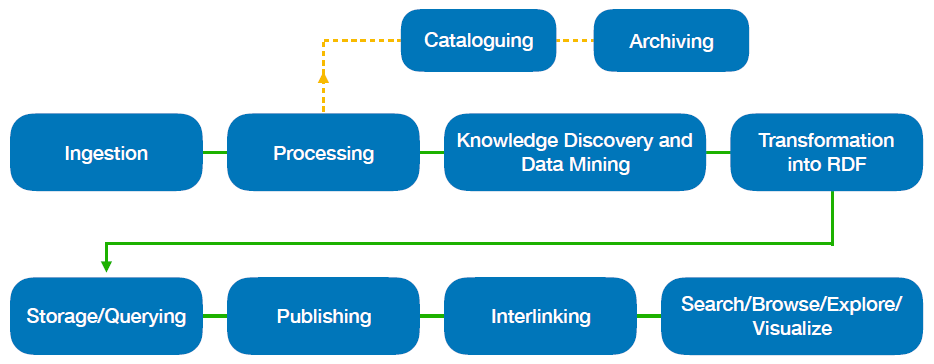 Cataloguing
Archiving
Ingestion
Processing
Knowledge Discovery and
Data Mining
Transformation
into RDF
Storage/Querying
Publishing
Interlinking
Search/Browse/Explore/
Visualize